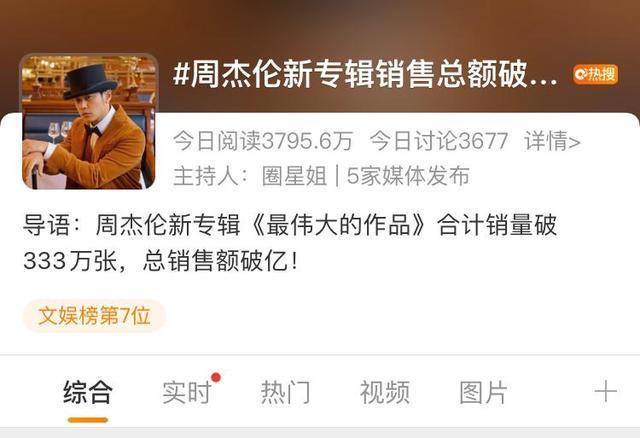 #周杰伦新专辑销售总额破... 热搜
今日阅读3795.6万 今日讨论3677 详情>
主持人：圈星姐 | 5家媒体发布
导语：周杰伦新专辑《最伟大的作品》合计销量破
333万张，总销售额破亿！
文娱榜第7位
综合 实时 热门 视频 图片